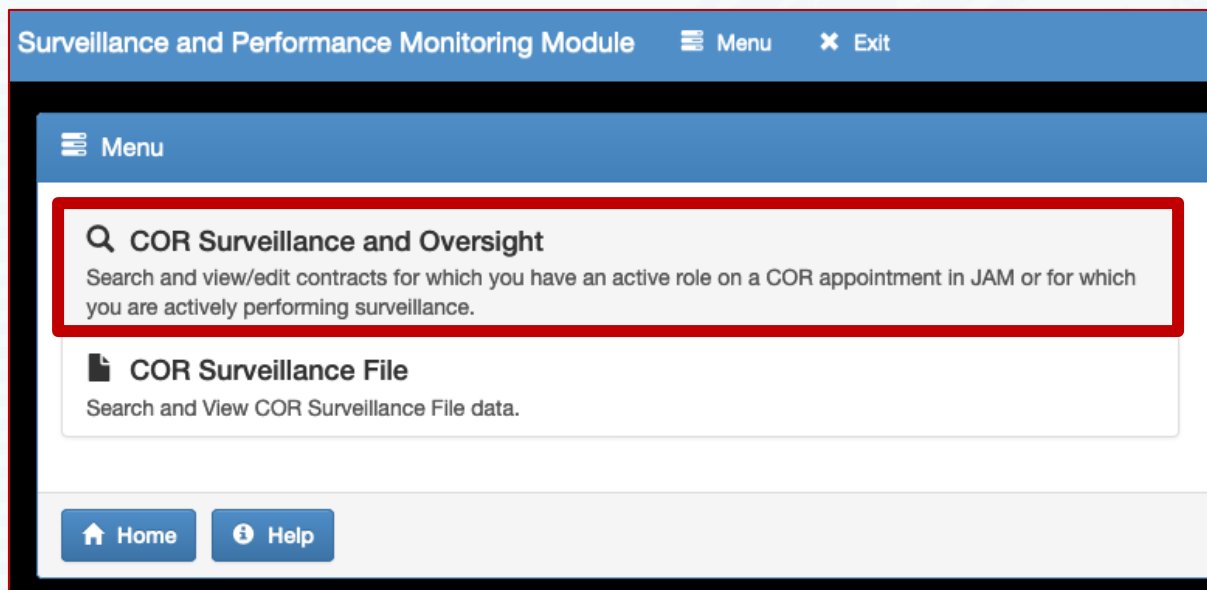 Surveillance and Performance Monitoring Module Menu Exit
Menu
COR Surveillance and Oversight
Search and view/edit contracts for which you have an active role on a COR appointment in JAM or for which
you are actively performing surveillance.
COR Surveillance File
Search and View COR Surveillance File data.
Home Help